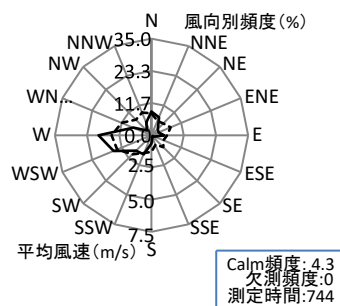 N 風向別頻度(%)
35.0
NNW NNE
NW 23.3 NE
WN... 11.7 ENE
W 0.0 E
WSW 2.5 ESE
SW 5.0 SE
SSW SSE
平均風速(m/s) 7.5
S
Calm頻度: 4.3
欠測頻度:0
測定時間:744